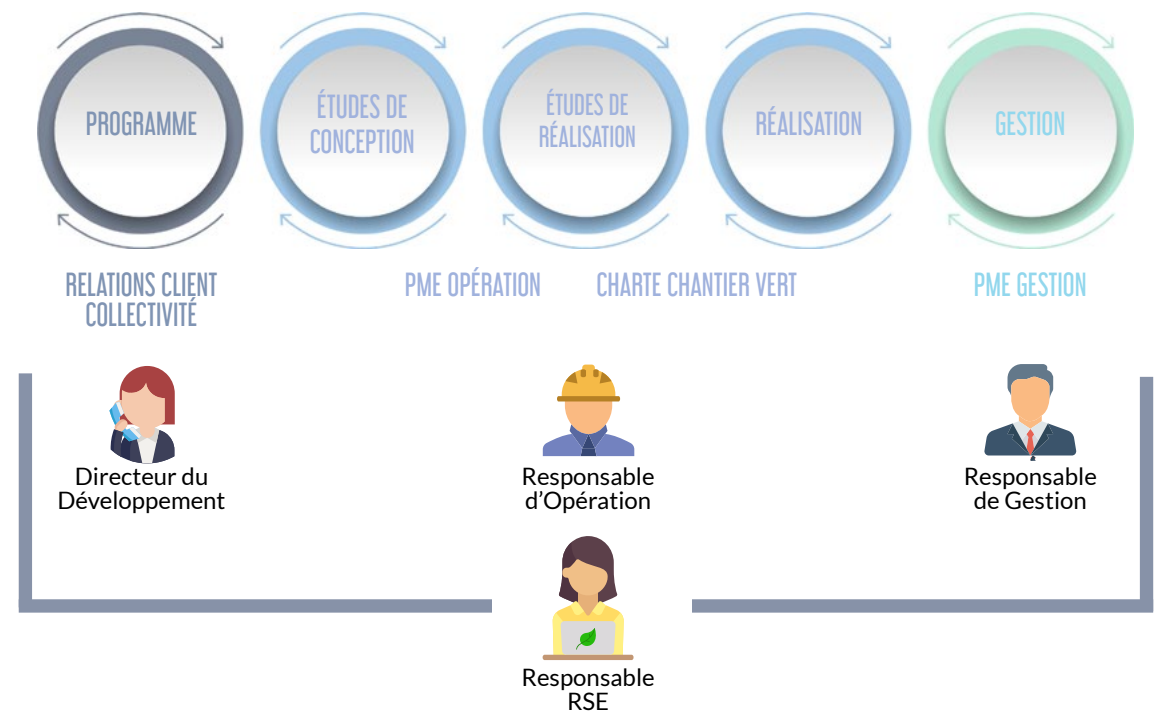 PROGRAMME
ÉTUDES DE
CONCEPTION
ÉTUDES DE
RÉALISATION
RÉALISATION
GESTION
RELATIONS CLIENT
COLLECTIVITÉ
PME OPÉRATION
CHARTE CHANTIER VERT
PME GESTION
Directeur du
Développement
Responsable
d’Opération
Responsable
de Gestion
Responsable
RSE